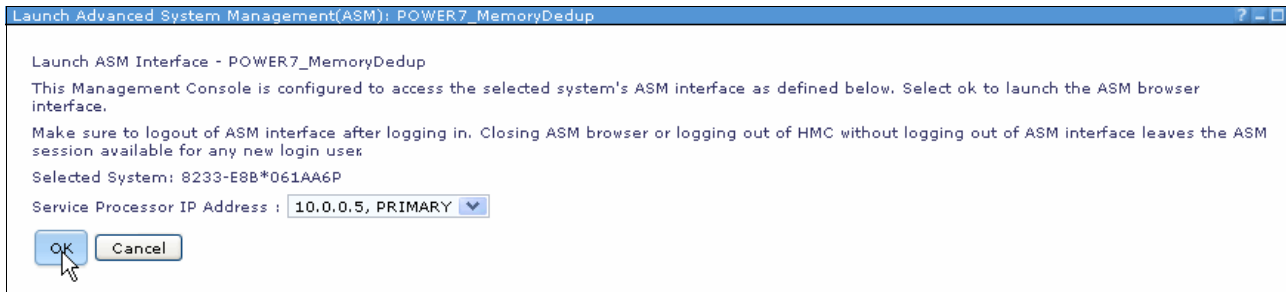 Launch Advanced System Management(ASM): POWER7_MemoryDedup ?
Launch ASM Interface - POWER7_MemoryDedup
This Management Console is configured to access the selected system's ASM interface as defined below. Select ok to launch the ASM browser
interface.
Make sure to logout of ASM interface after logging in. Closing ASM browser or logging out of HMC without logging out of ASM interface leaves the ASM
session available for any new login user.
Selected System: 8233-E8B*061AA6P
Service Processor IP Address : 10.0.0.5, PRIMARY
OK Cancel